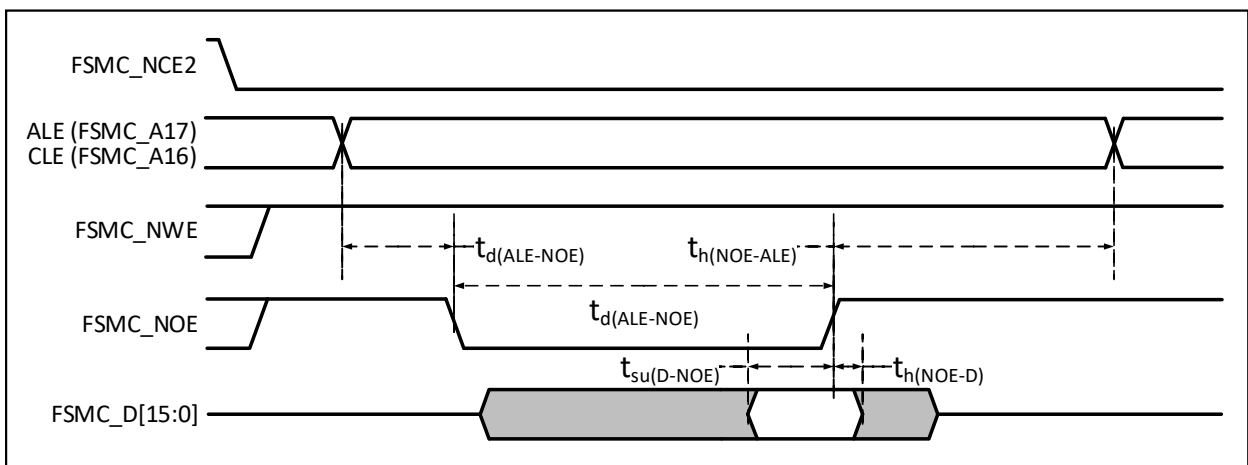 FSMC_NCE2
ALE (FSMC_A17)
CLE (FSMC_A16)
FSMC_NWE
td(ALE-NOE)
th(NOE-ALE)
FSMC_NOE
td(ALE-NOE)
tsu(D-NOE)
th(NOE-D)
FSMC_D[15:0]